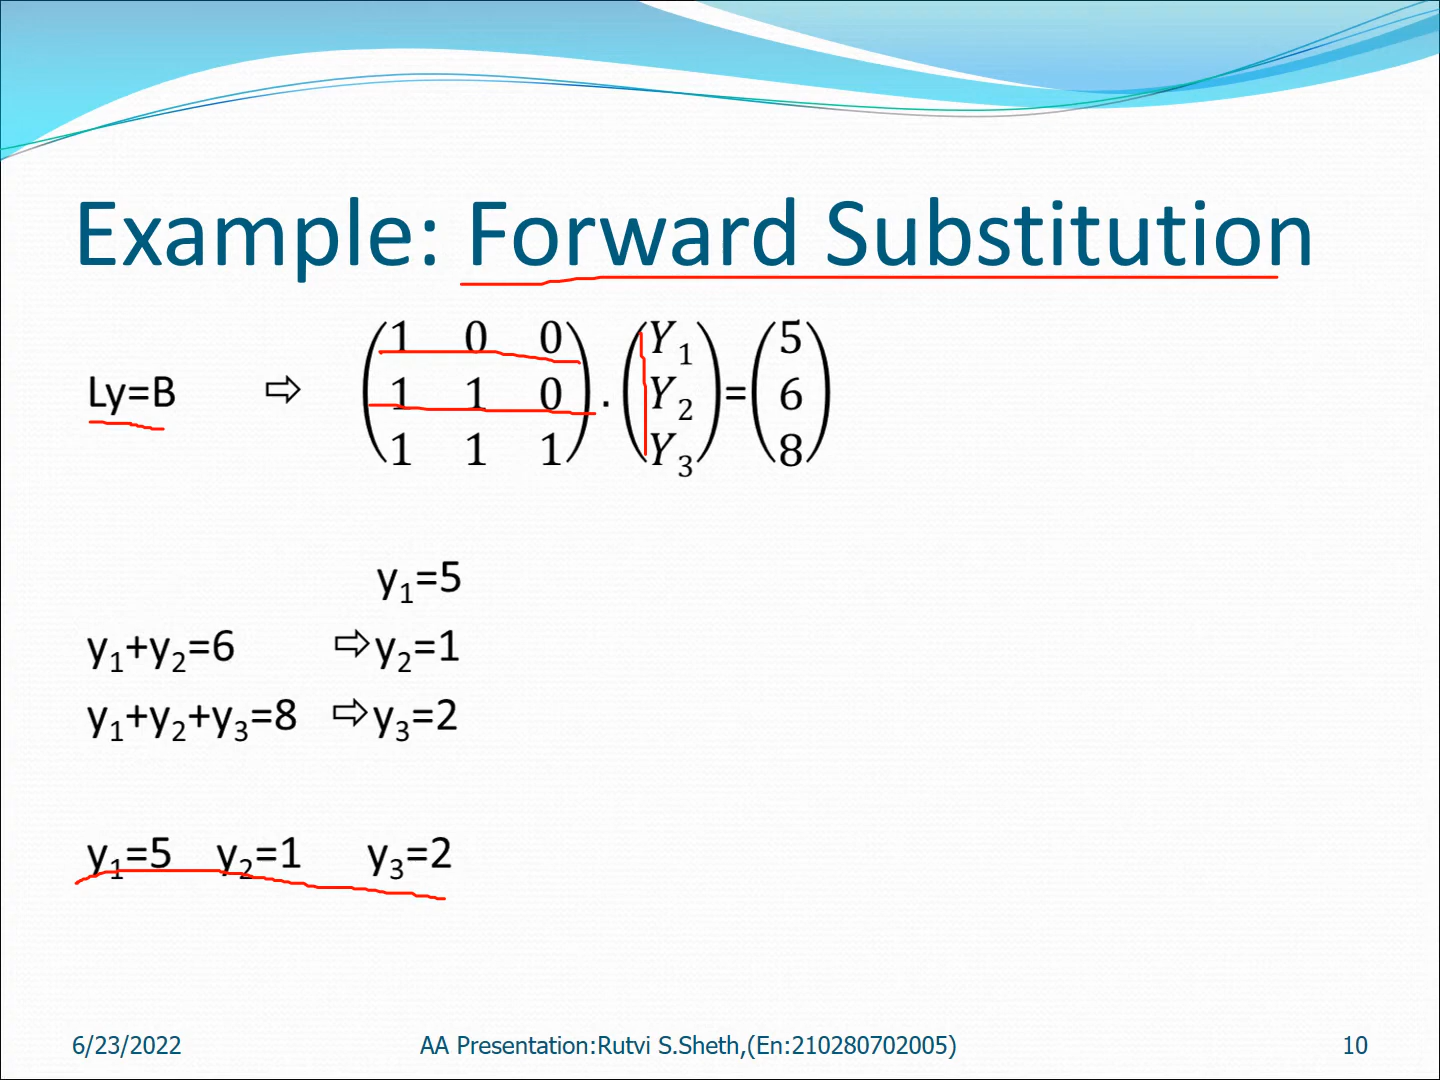 Example: Forward Substitution
Ly=B ⇨ (1 0 0
1 1 0
1 1 1) . (Y1
Y2
Y3) = (5
6
8)
y1=5
y1+y2=6 ⇨ y2=1
y1+y2+y3=8 ⇨ y3=2
y1=5 y2=1 y3=2
6/23/2022 AA Presentation:Rutvi S.Sheth,(En:210280702005) 10